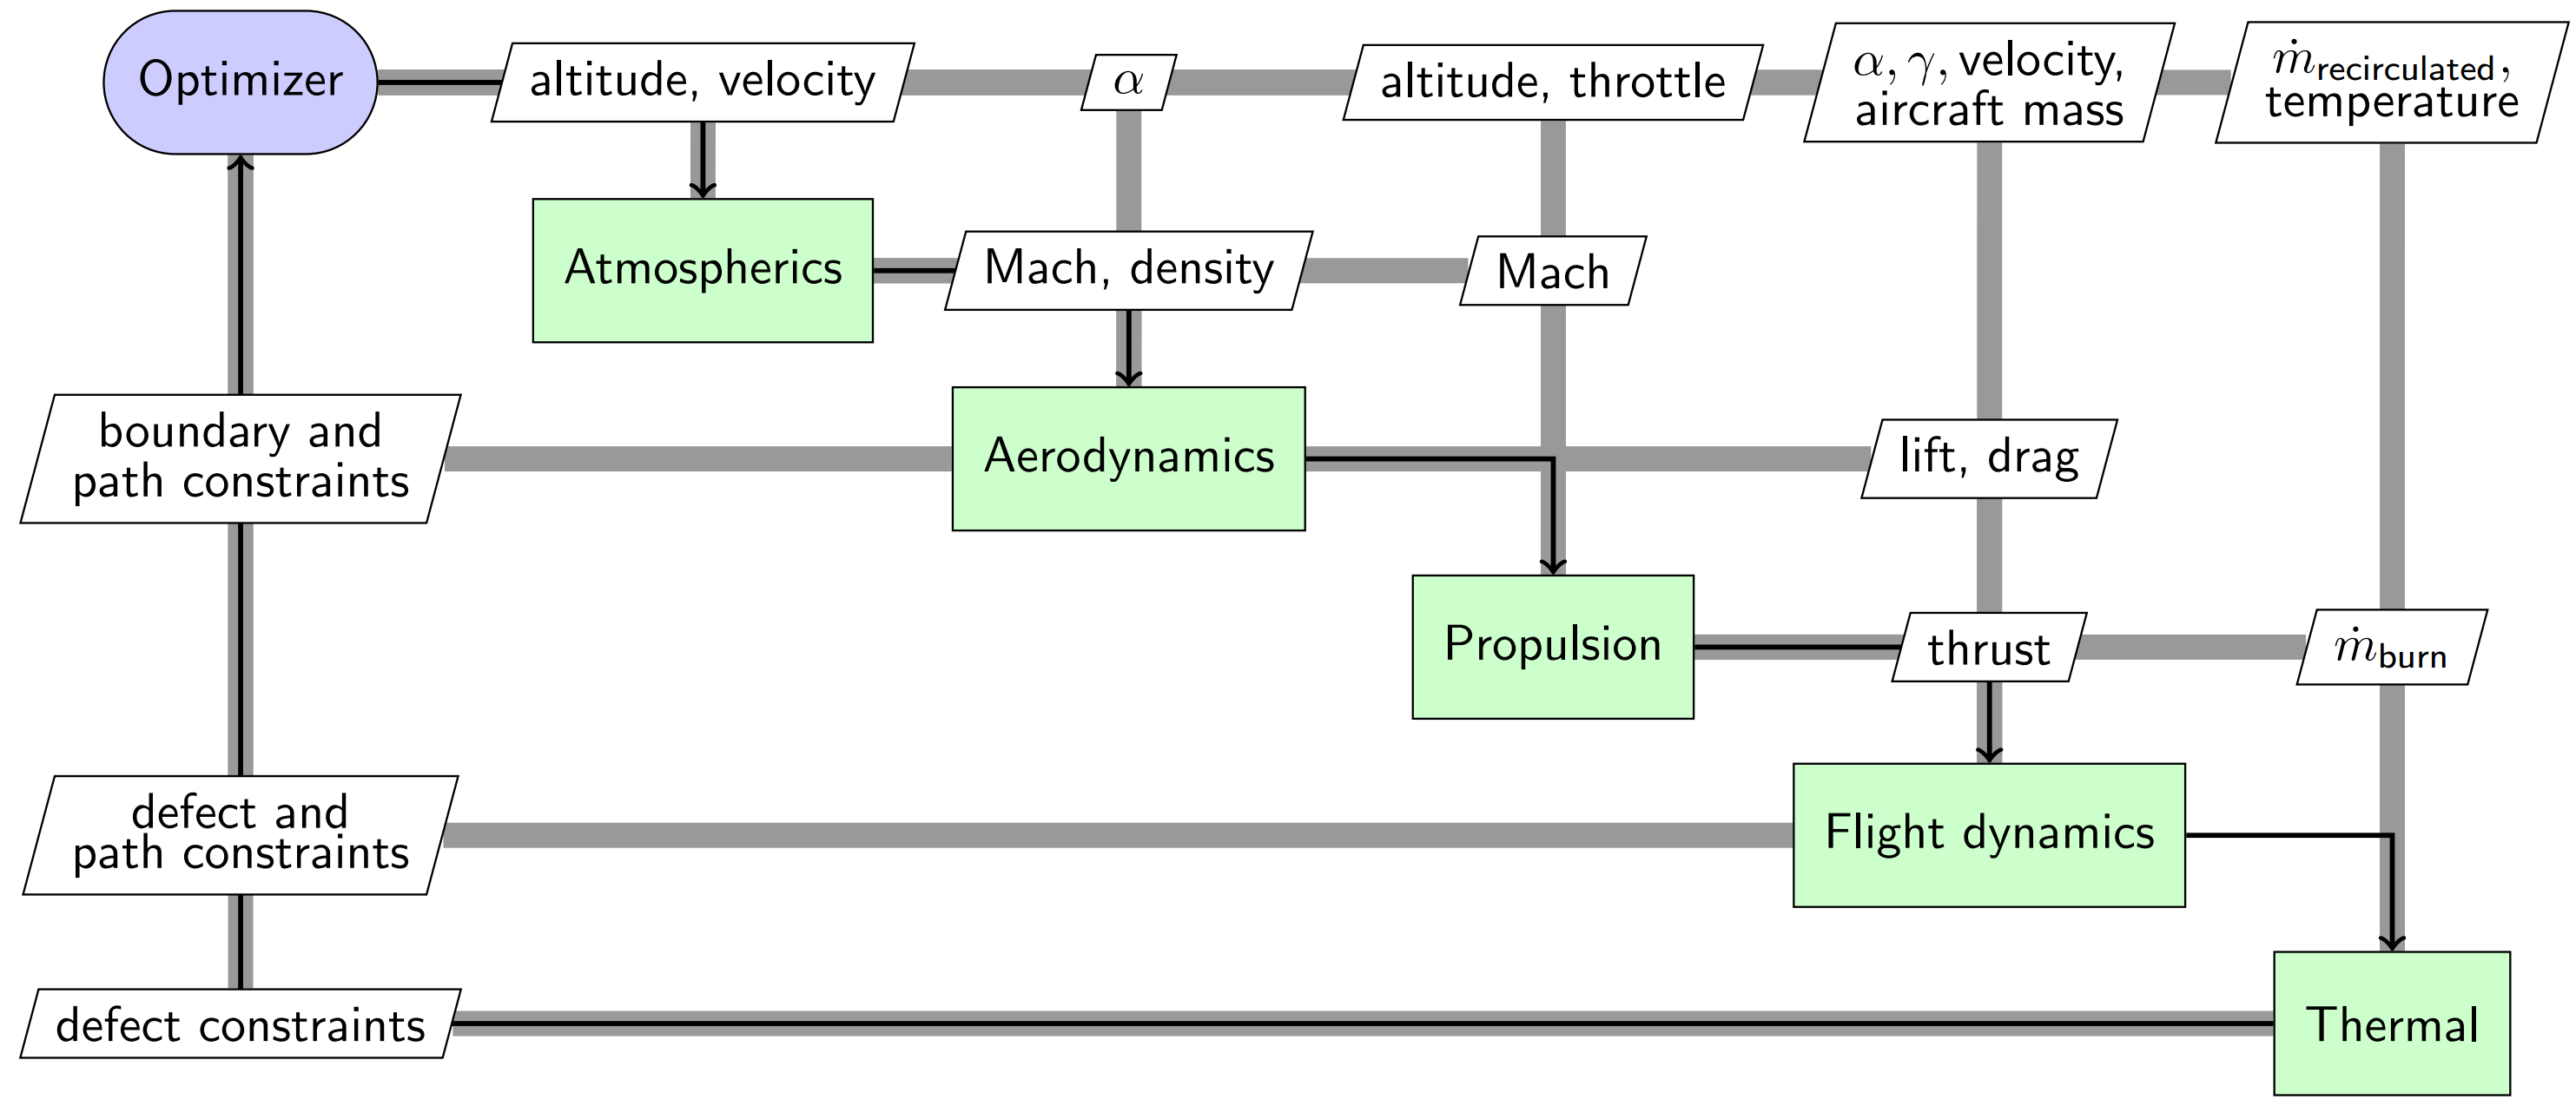 Optimizer
altitude, velocity
α
altitude, throttle
α, γ, velocity,
aircraft mass
ṁrecirculated,
temperature
Atmospherics
Mach, density
Mach
boundary and
path constraints
Aerodynamics
lift, drag
Propulsion
thrust
ṁburn
defect and
path constraints
Flight dynamics
defect constraints
Thermal